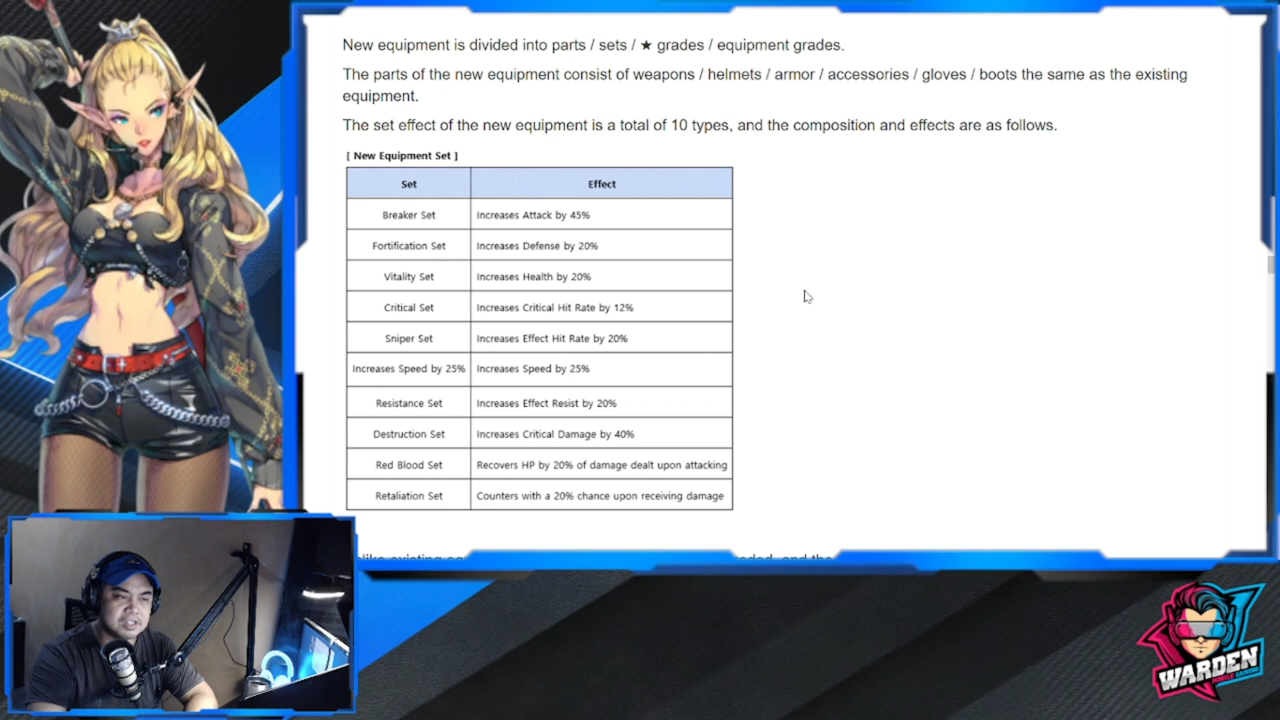 New equipment is divided into parts / sets / ★ grades / equipment grades.
The parts of the new equipment consist of weapons / helmets / armor / accessories / gloves / boots the same as the existing
equipment.
The set effect of the new equipment is a total of 10 types, and the composition and effects are as follows.
[ New Equipment Set ]
Set Effect
Breaker Set Increases Attack by 45%
Fortification Set Increases Defense by 20%
Vitality Set Increases Health by 20%
Critical Set Increases Critical Hit Rate by 12%
Sniper Set Increases Effect Hit Rate by 20%
Increases Speed by 25% Increases Speed by 25%
Resistance Set Increases Effect Resist by 20%
Destruction Set Increases Critical Damage by 40%
Red Blood Set Recovers HP by 20% of damage dealt upon attacking
Retaliation Set Counters with a 20% chance upon receiving damage
WARDEN
MOBILE GAMING